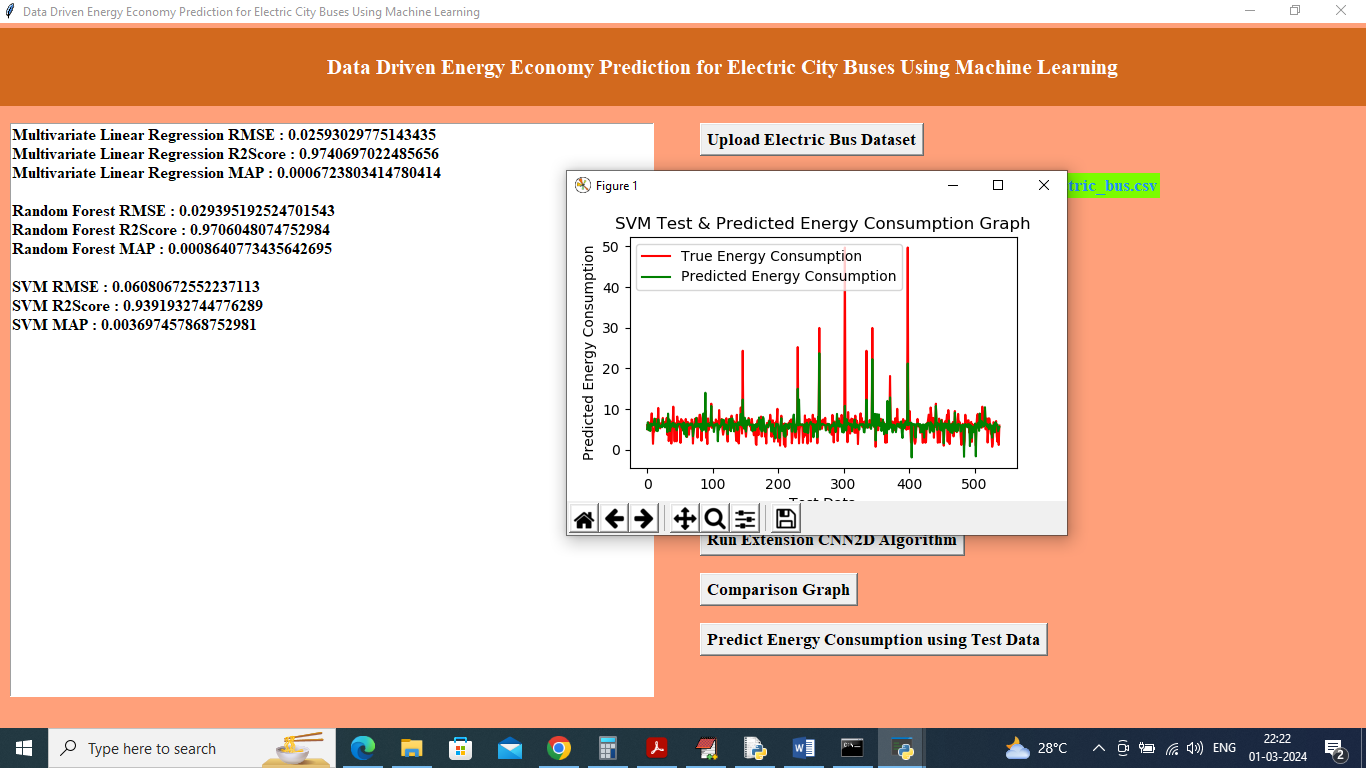 Data Driven Energy Economy Prediction for Electric City Buses Using Machine Learning
Data Driven Energy Economy Prediction for Electric City Buses Using Machine Learning
Multivariate Linear Regression RMSE : 0.02593029775143435
Multivariate Linear Regression R2Score : 0.9740697022485656
Multivariate Linear Regression MAP : 0.0006723803414780414
Random Forest RMSE : 0.029395192524701543
Random Forest R2Score : 0.9706048074752984
Random Forest MAP : 0.0008640773435642695
SVM RMSE : 0.06080672552237113
SVM R2Score : 0.9391932744776289
SVM MAP : 0.003697457868752981
Upload Electric Bus Dataset
tric_bus.csv
Figure 1
SVM Test & Predicted Energy Consumption Graph
True Energy Consumption
Predicted Energy Consumption
Predicted Energy Consumption
50
40
30
20
10
0
0 100 200 300 400 500
Test Data
Run Extension CNN2D Algorithm
Comparison Graph
Predict Energy Consumption using Test Data
Type here to search
28°C
ENG
22:22
01-03-2024
2